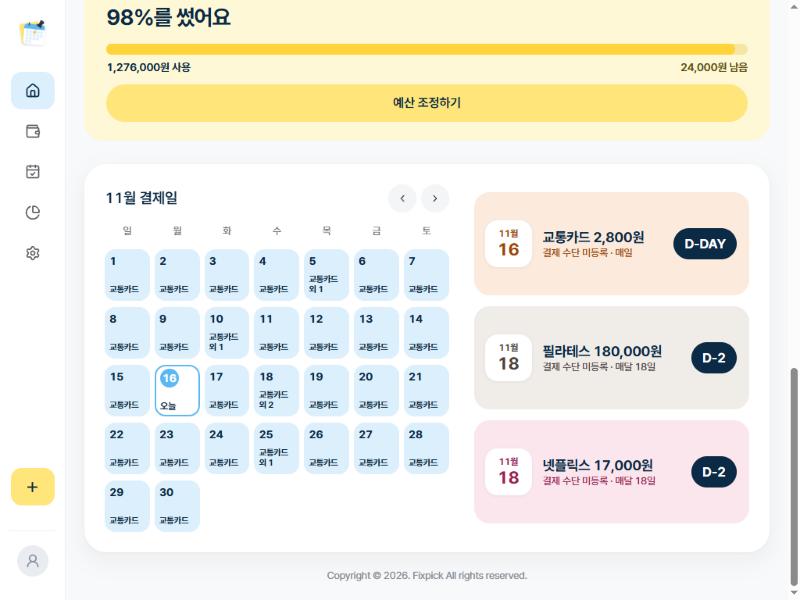 98%를 썼어요
1,276,000원 사용
24,000원 남음
예산 조정하기
11월 결제일
일 월 화 수 목 금 토
1 2 3 4 5 6 7
교통카드 교통카드 교통카드 교통카드 교통카드 외 1 교통카드 교통카드
8 9 10 11 12 13 14
교통카드 교통카드 교통카드 외 1 교통카드 교통카드 교통카드 교통카드
15 16 17 18 19 20 21
교통카드 오늘 교통카드 교통카드 외 2 교통카드 교통카드 교통카드
22 23 24 25 26 27 28
교통카드 교통카드 교통카드 교통카드 외 1 교통카드 교통카드 교통카드
29 30
교통카드 교통카드
11월
16
교통카드 2,800원
결제 수단 미등록 · 매일
D-DAY
11월
18
필라테스 180,000원
결제 수단 미등록 · 매달 18일
D-2
11월
18
넷플릭스 17,000원
결제 수단 미등록 · 매달 18일
D-2
Copyright © 2026. Fixpick All rights reserved.